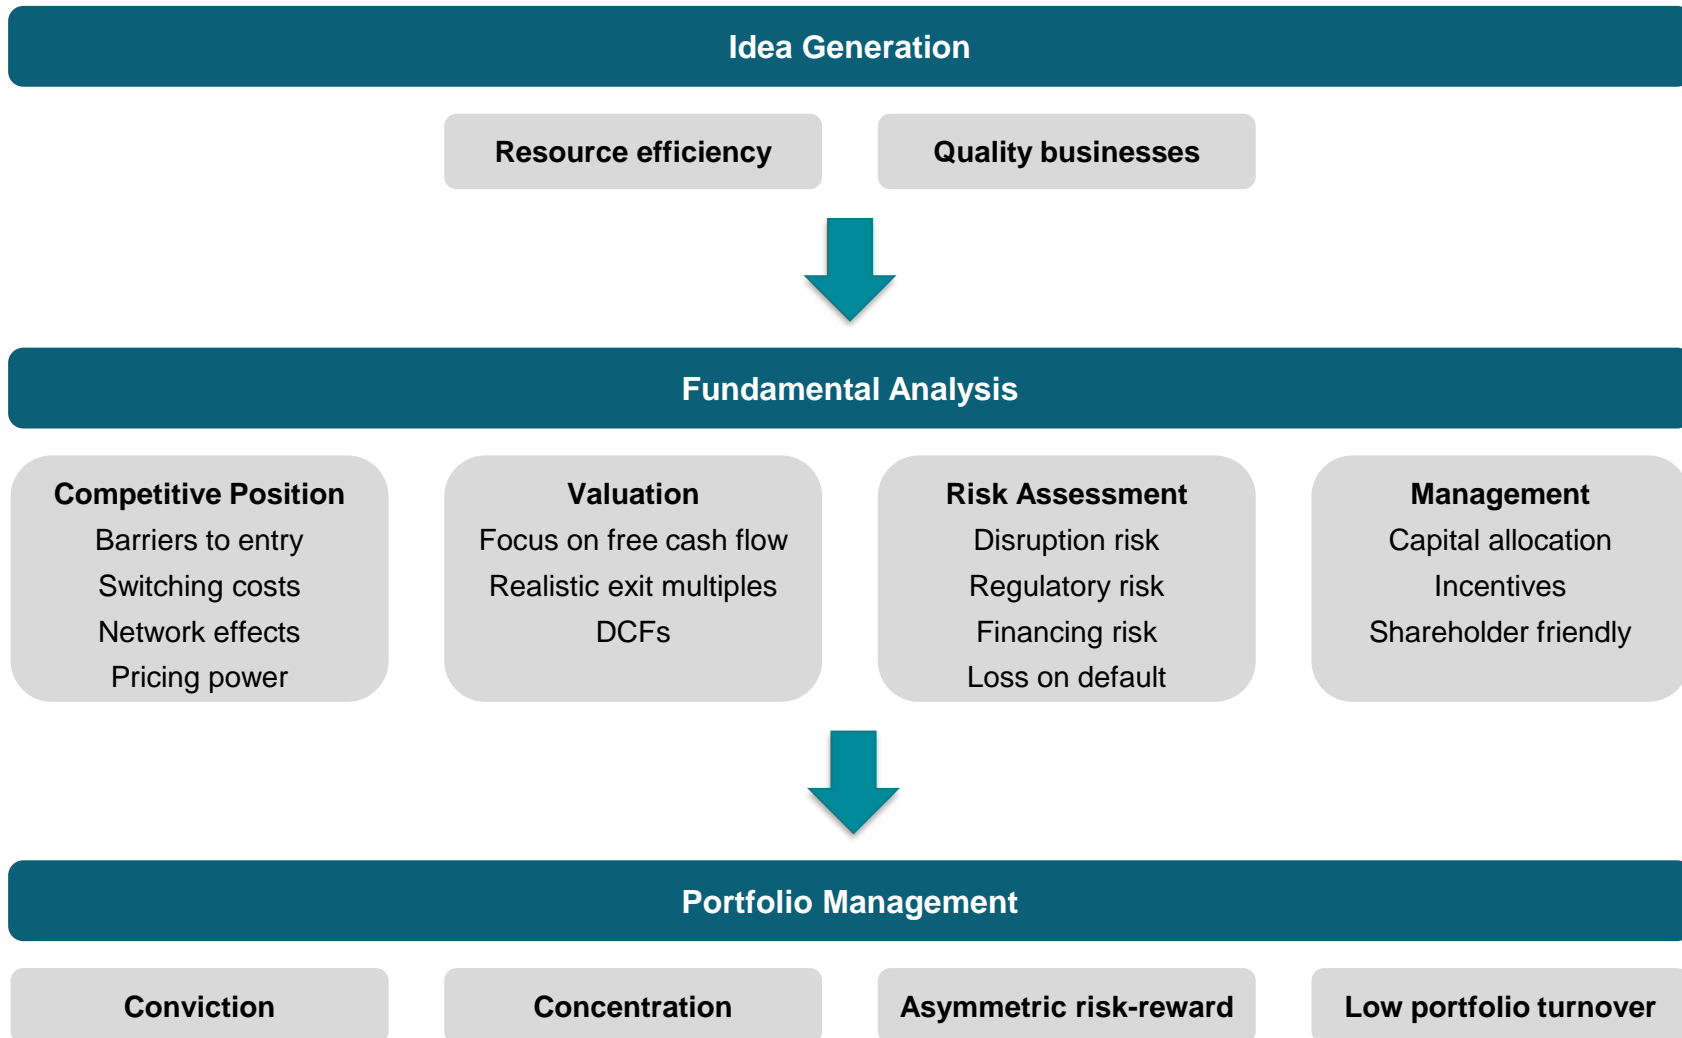 Idea Generation
Resource efficiency
Quality businesses
Fundamental Analysis
Competitive Position
Barriers to entry
Switching costs
Network effects
Pricing power
Valuation
Focus on free cash flow
Realistic exit multiples
DCFs
Risk Assessment
Disruption risk
Regulatory risk
Financing risk
Loss on default
Management
Capital allocation
Incentives
Shareholder friendly
Portfolio Management
Conviction
Concentration
Asymmetric risk-reward
Low portfolio turnover